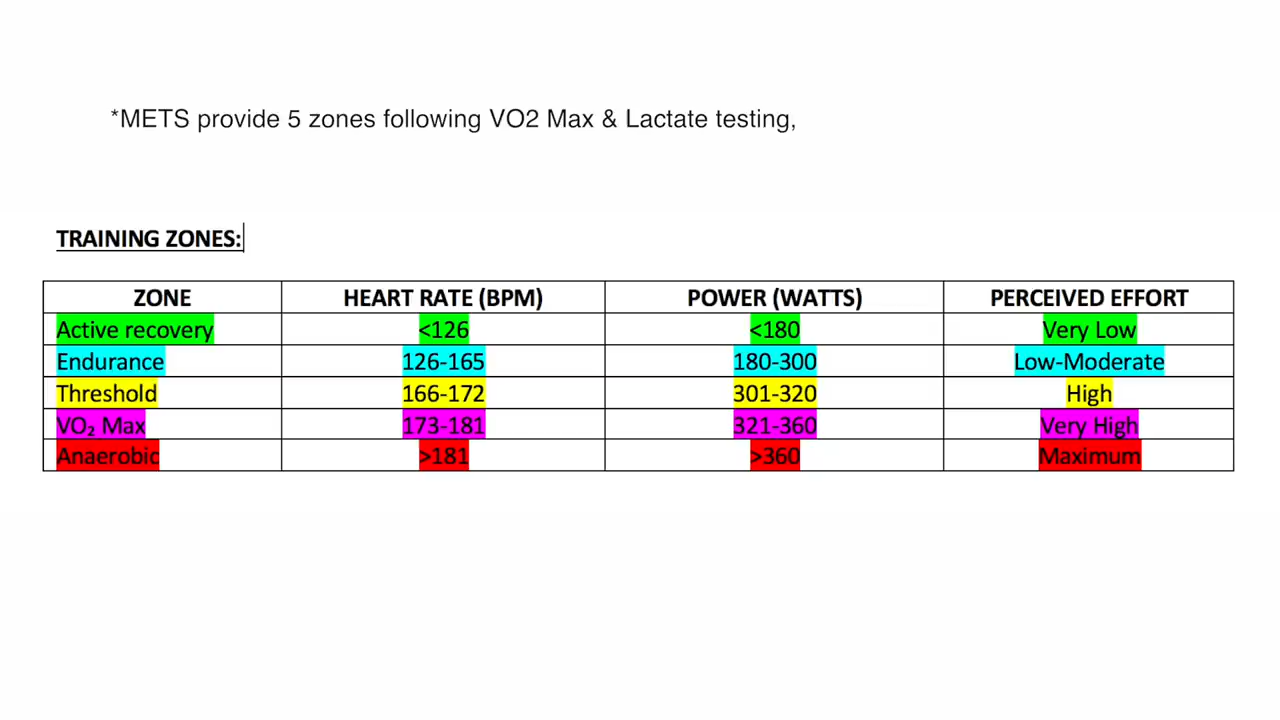 *METS provide 5 zones following VO2 Max & Lactate testing,
TRAINING ZONES:
ZONE HEART RATE (BPM) POWER (WATTS) PERCEIVED EFFORT
Active recovery <126 <180 Very Low
Endurance 126-165 180-300 Low-Moderate
Threshold 166-172 301-320 High
VO₂ Max 173-181 321-360 Very High
Anaerobic >181 >360 Maximum